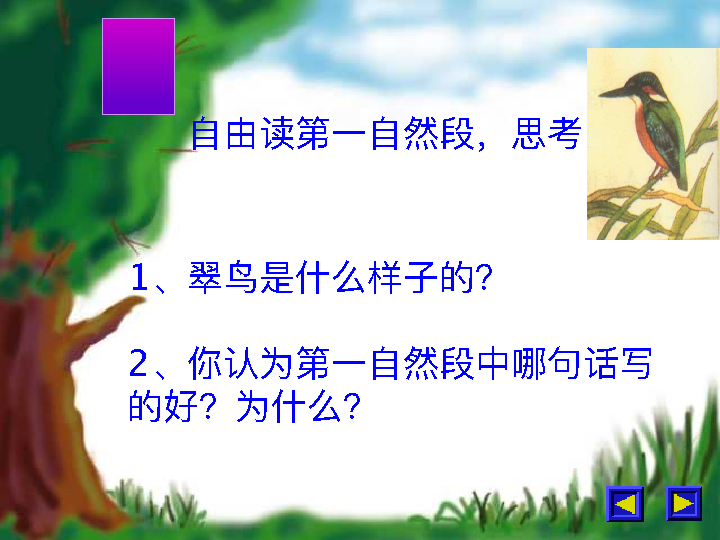 自由读第一自然段，思考
1、翠鸟是什么样子的？
2、你认为第一自然段中哪句话写
的好？为什么？